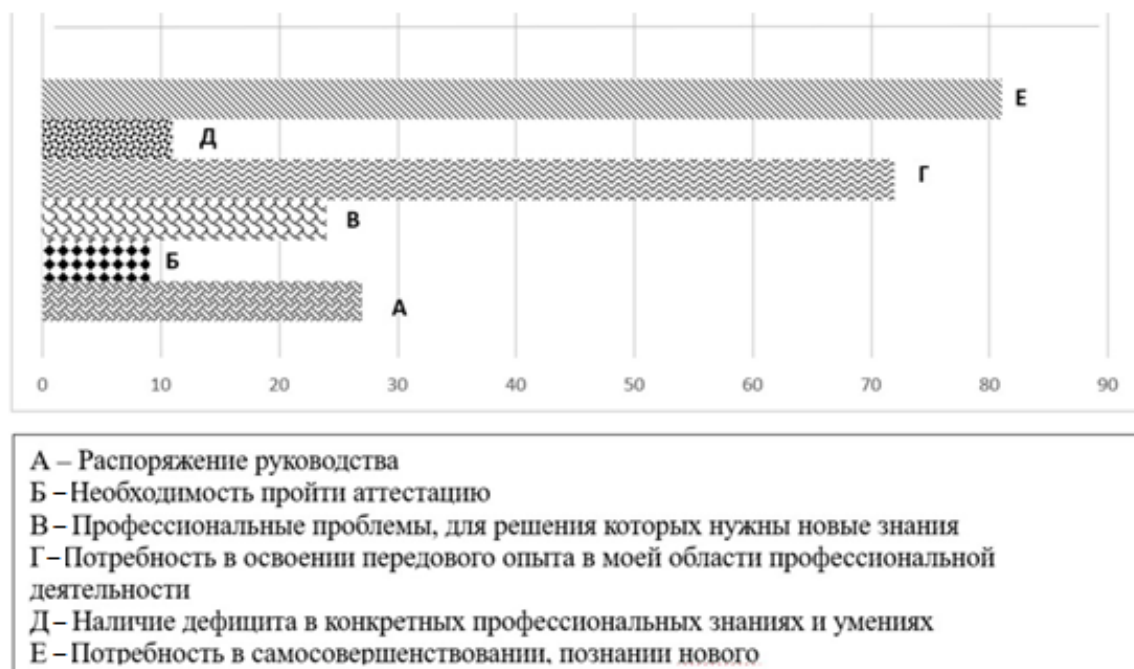 Е
Д
Г
В
Б
А
0 10 20 30 40 50 60 70 80 90
А – Распоряжение руководства
Б – Необходимость пройти аттестацию
В – Профессиональные проблемы, для решения которых нужны новые знания
Г – Потребность в освоении передового опыта в моей области профессиональной
деятельности
Д – Наличие дефицита в конкретных профессиональных знаниях и умениях
Е – Потребность в самосовершенствовании, познании нового